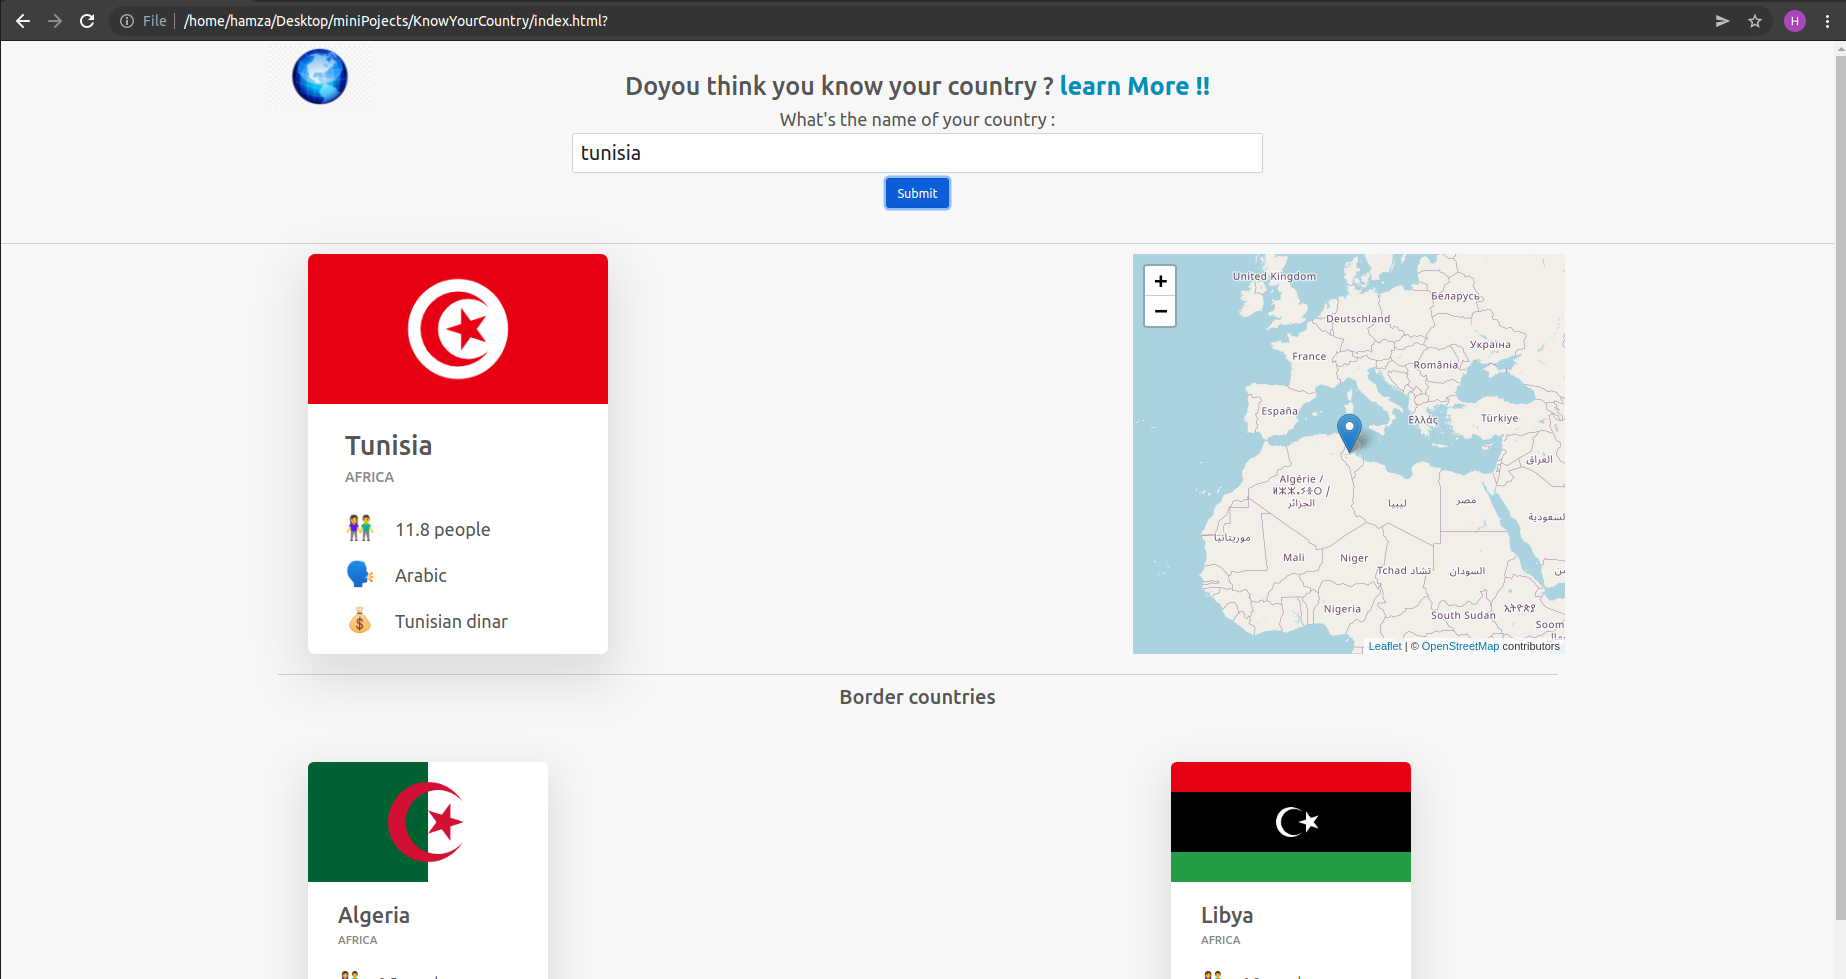 File /home/hamza/Desktop/miniPojects/KnowYourCountry/index.html?
H
Doyou think you know your country ? learn More !!
What's the name of your country :
tunisia
Submit
Tunisia
AFRICA
11.8 people
Arabic
Tunisian dinar
+
−
United Kingdom
Беларусь
Deutschland
Україна
France
România
España
Ελλάς
Türkiye
العراق
Algérie /
ⵍⵣⵣⴰⵢⴻⵔ /
الجزائر
ليبيا
مصر
السعودية
موريتانيا
Mali
Niger
Tchad تشاد
السودان
Nigeria
South Sudan
ኢትዮጵያ
Soom
Leaflet | © OpenStreetMap contributors
Border countries
Algeria
AFRICA
Libya
AFRICA